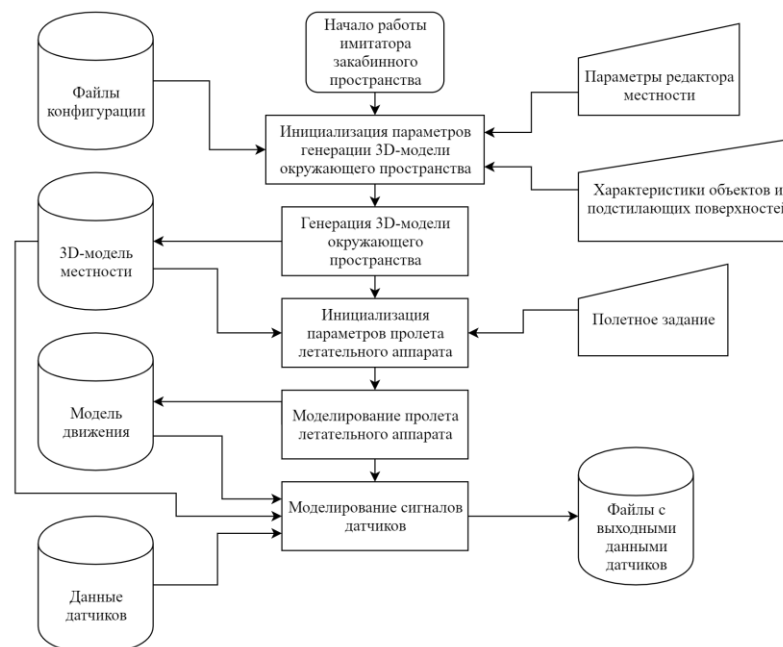 Начало работы
имитатора
закабинного
пространства
Файлы
конфигурации
Параметры редактора
местности
Инициализация параметров
генерации 3D-модели
окружающего пространства
Характеристики объектов и
подстилающих поверхностей
3D-модель
местности
Генерация 3D-модели
окружающего
пространства
Инициализация
параметров пролета
летательного аппарата
Полетное задание
Модель
движения
Моделирование пролета
летательного аппарата
Моделирование сигналов
датчиков
Файлы с
выходными
данными
датчиков
Данные
датчиков